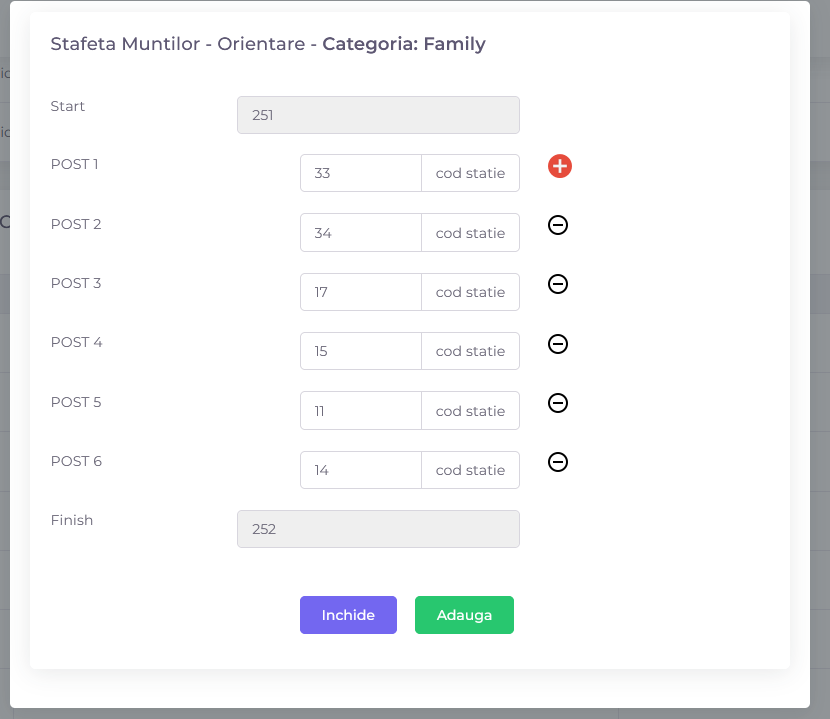 Stafeta Muntilor - Orientare - Categoria: Family
Start 251
POST 1 33 cod statie
POST 2 34 cod statie
POST 3 17 cod statie
POST 4 15 cod statie
POST 5 11 cod statie
POST 6 14 cod statie
Finish 252
Inchide Adauga